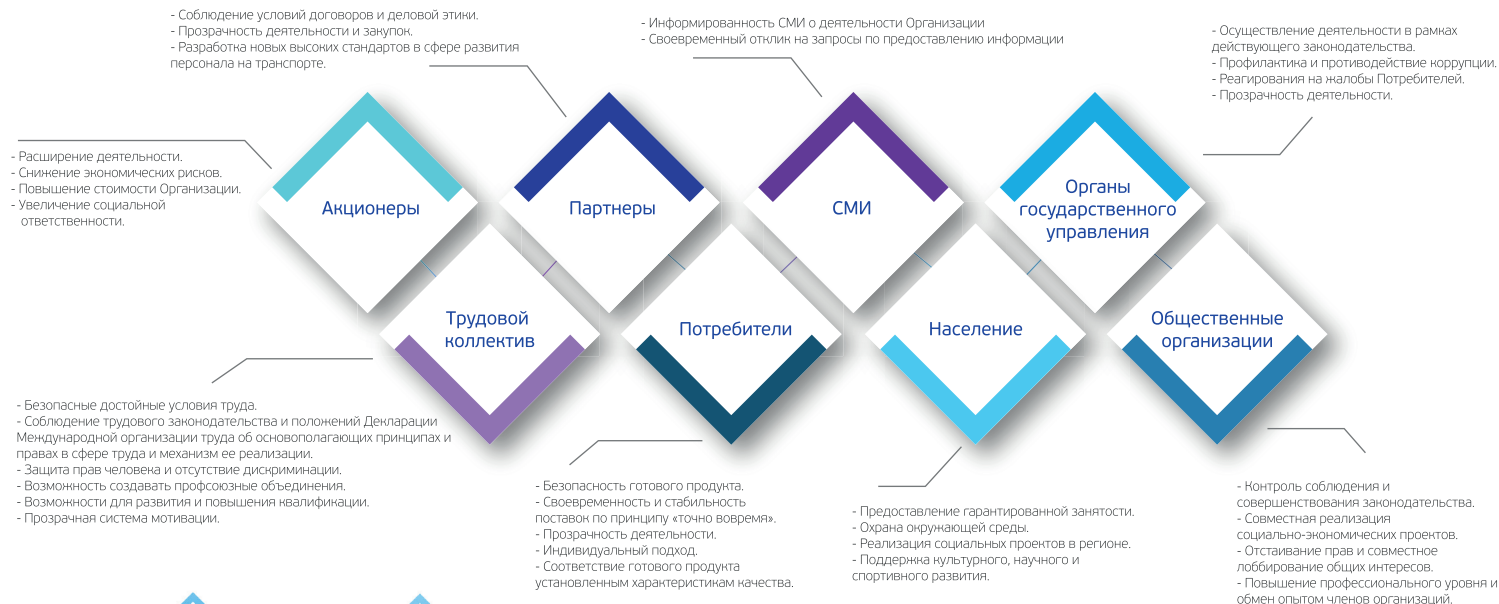 - Соблюдение условий договоров и деловой этики.
- Прозрачность деятельности и закупок.
- Разработка новых высоких стандартов в сфере развития
персонала на транспорте.
- Информированность СМИ о деятельности Организации
- Своевременный отклик на запросы по предоставлению информации
- Осуществление деятельности в рамках
действующего законодательства.
- Профилактика и противодействие коррупции.
- Реагирования на жалобы Потребителей.
- Прозрачность деятельности.
- Расширение деятельности.
- Снижение экономических рисков.
- Повышение стоимости Организации.
- Увеличение социальной
ответственности.
Акционеры
Партнеры
СМИ
Органы
государственного
управления
Трудовой
коллектив
Потребители
Население
Общественные
организации
- Безопасные достойные условия труда.
- Соблюдение трудового законодательства и положений Декларации
Международной организации труда об основополагающих принципах и
правах в сфере труда и механизм ее реализации.
- Защита прав человека и отсутствие дискриминации.
- Возможность создавать профсоюзные объединения.
- Возможности для развития и повышения квалификации.
- Прозрачная система мотивации.
- Безопасность готового продукта.
- Своевременность и стабильность
поставок по принципу «точно вовремя».
- Прозрачность деятельности.
- Индивидуальный подход.
- Соответствие готового продукта
установленным характеристикам качества.
- Предоставление гарантированной занятости.
- Охрана окружающей среды.
- Реализация социальных проектов в регионе.
- Поддержка культурного, научного и
спортивного развития.
- Контроль соблюдения и
совершенствования законодательства.
- Совместная реализация
социально-экономических проектов.
- Отстаивание прав и совместное
лоббирование общих интересов.
- Повышение профессионального уровня и
обмен опытом членов организаций.